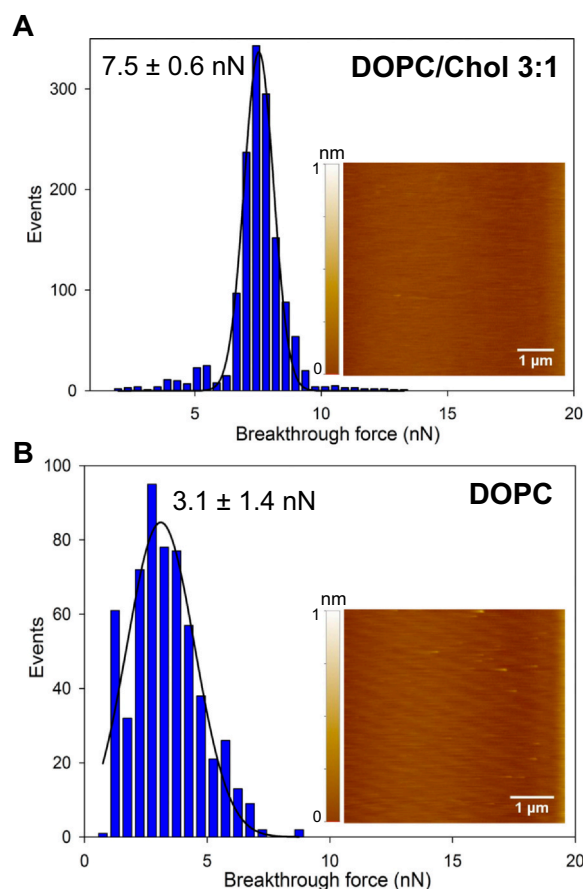 A
7.5 ± 0.6 nN
DOPC/Chol 3:1
300
200
100
0
Events
nm
1
0
1 µm
5
10
15
20
Breakthrough force (nN)
B
3.1 ± 1.4 nN
DOPC
100
80
60
40
20
0
Events
nm
1
0
1 µm
0
5
10
15
20
Breakthrough force (nN)